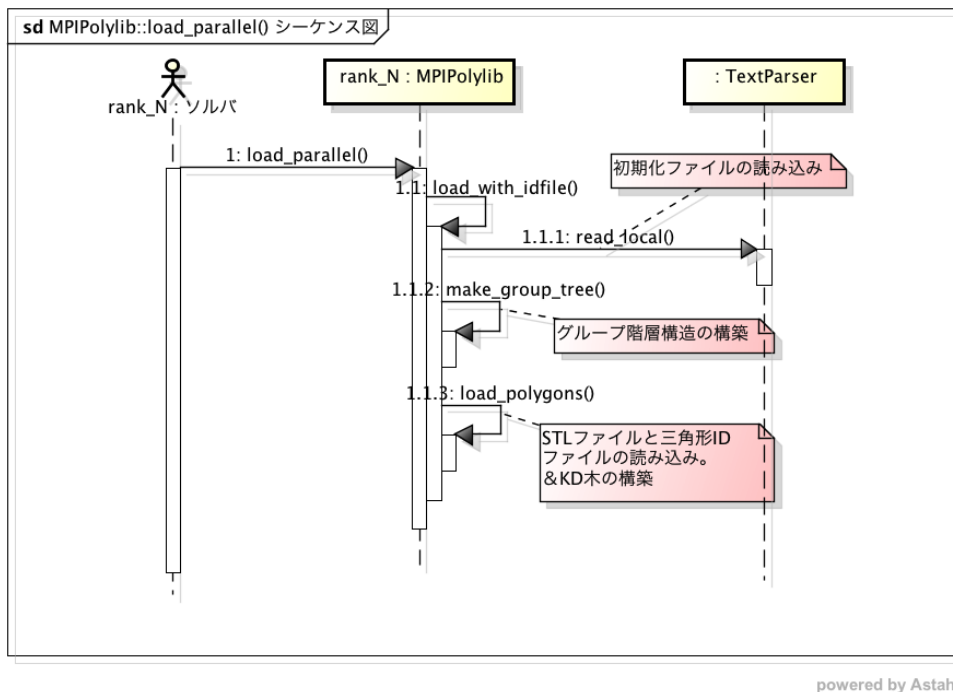 sd MPIPolylib::load_parallel() シーケンス図
rank_N : ソルバ
rank_N : MPIPolylib
: TextParser
1: load_parallel()
初期化ファイルの読み込み
1.1: load_with_idfile()
1.1.1: read_local()
1.1.2: make_group_tree()
グループ階層構造の構築
1.1.3: load_polygons()
STLファイルと三角形ID
ファイルの読み込み。
&KD木の構築
powered by Astah